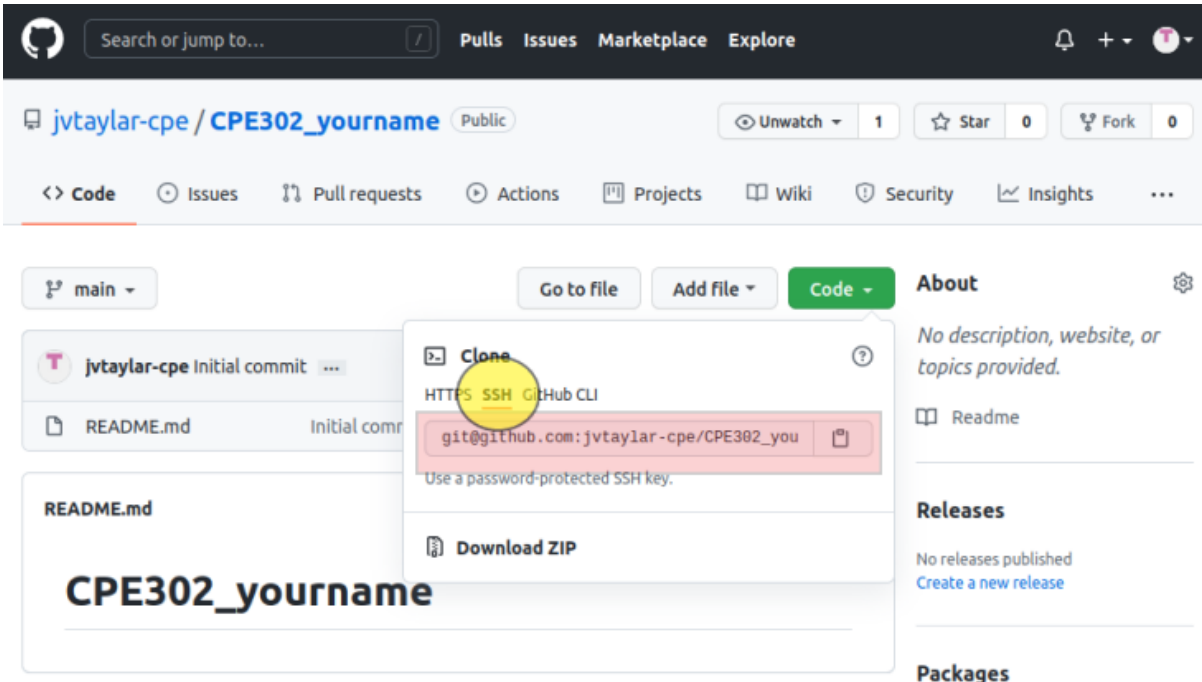 Search or jump to... / Pulls Issues Marketplace Explore
T
jvtaylar-cpe / CPE302_yourname Public Unwatch 1 Star 0 Fork 0
<> Code Issues Pull requests Actions Projects Wiki Security Insights ...
main Go to file Add file Code About
No description, website, or
topics provided.
Readme
T jvtaylar-cpe Initial commit ...
README.md Initial comm
Clone
HTTPS SSH GitHub CLI
git@github.com:jvtaylar-cpe/CPE302_you
Use a password-protected SSH key.
Download ZIP
README.md
CPE302_yourname
Releases
No releases published
Create a new release
Packages